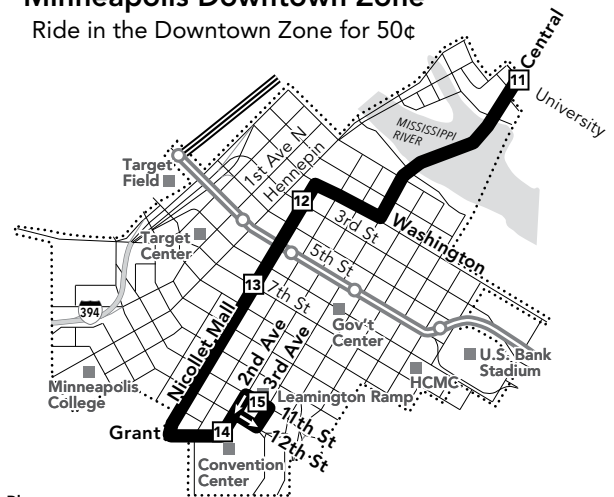 Minneapolis Downtown Zone
Ride in the Downtown Zone for 50¢
Central
11
University
MISSISSIPPI
RIVER
1st Ave N
Hennepin
Target
Field
12
3rd St
Washington
Target
Center
5th St
13
7th St
394
Nicollet Mall
2nd Ave
3rd Ave
Gov't
Center
U.S. Bank
Stadium
HCMC
Minneapolis
College
Leamington Ramp
15
11th St
12th St
Grant
14
Convention
Center